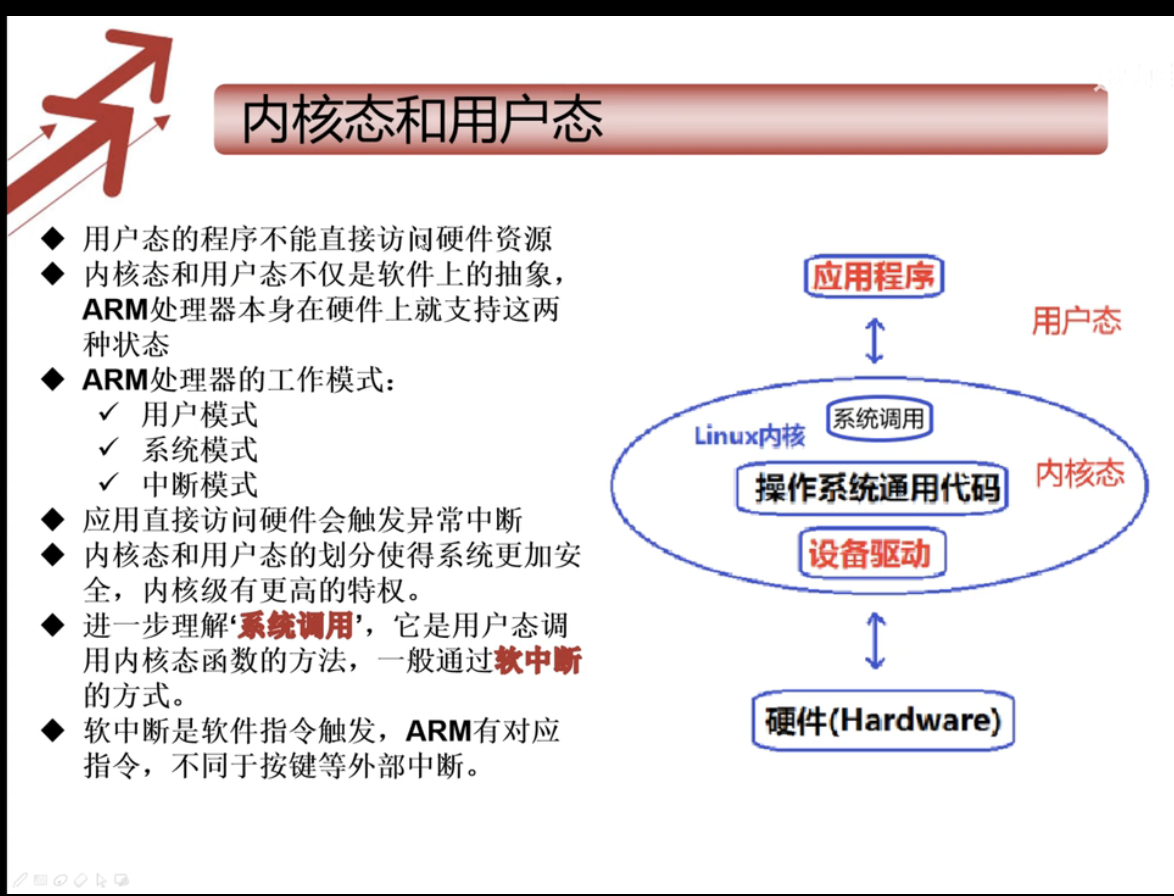 内核态和用户态
◆ 用户态的程序不能直接访问硬件资源
◆ 内核态和用户态不仅是软件上的抽象，
ARM处理器本身在硬件上就支持这两
种状态
◆ ARM处理器的工作模式：
✓ 用户模式
✓ 系统模式
✓ 中断模式
◆ 应用直接访问硬件会触发异常中断
◆ 内核态和用户态的划分使得系统更加安
全，内核级有更高的特权。
◆ 进一步理解‘系统调用’，它是用户态调
用内核态函数的方法，一般通过软中断
的方式。
◆ 软中断是软件指令触发，ARM有对应
指令，不同于按键等外部中断。
应用程序
用户态
系统调用
Linux内核
内核态
操作系统通用代码
设备驱动
硬件(Hardware)